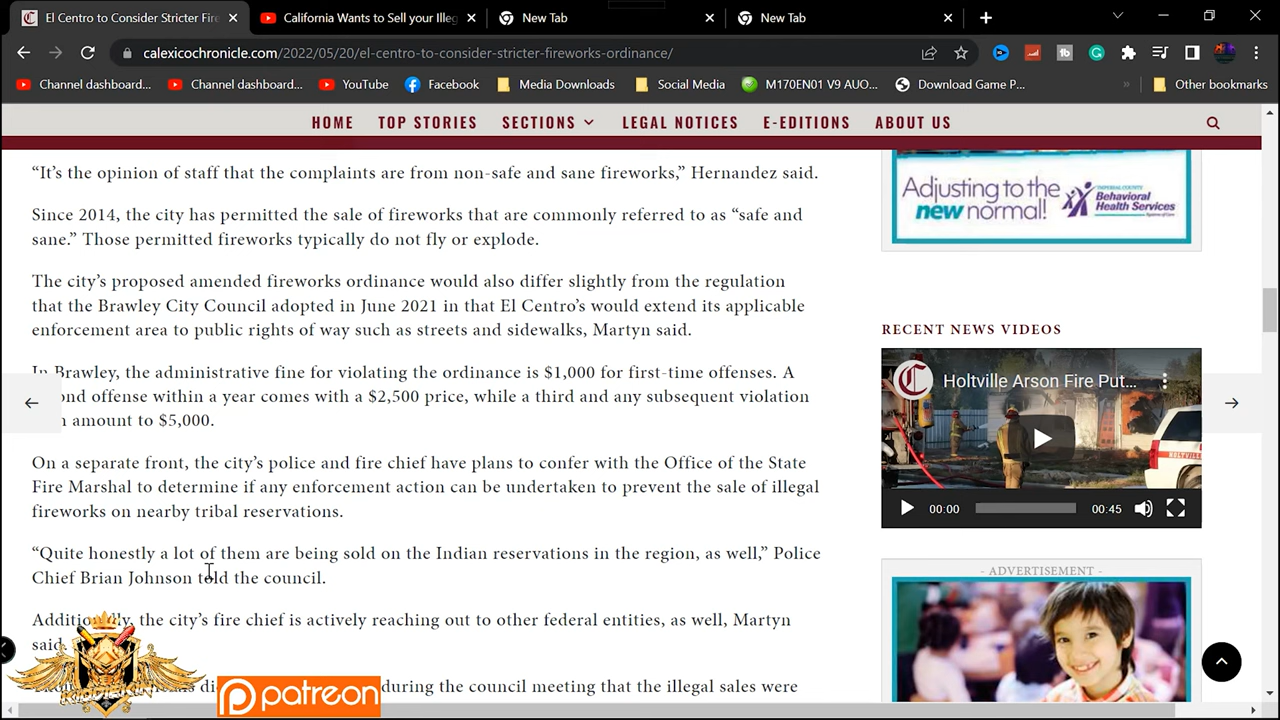 El Centro to Consider Stricter Fire
California Wants to Sell your Illeg
New Tab
New Tab
calexicochronicle.com/2022/05/20/el-centro-to-consider-stricter-fireworks-ordinance/
Channel dashboard...
Channel dashboard...
YouTube
Facebook
Media Downloads
Social Media
M170EN01 V9 AUO...
Download Game P...
Other bookmarks
HOME
TOP STORIES
SECTIONS
LEGAL NOTICES
E-EDITIONS
ABOUT US
“It’s the opinion of staff that the complaints are from non-safe and sane fireworks,” Hernandez said.
Since 2014, the city has permitted the sale of fireworks that are commonly referred to as “safe and
sane.” Those permitted fireworks typically do not fly or explode.
The city’s proposed amended fireworks ordinance would also differ slightly from the regulation
that the Brawley City Council adopted in June 2021 in that El Centro’s would extend its applicable
enforcement area to public rights of way such as streets and sidewalks, Martyn said.
In Brawley, the administrative fine for violating the ordinance is $1,000 for first-time offenses. A
ond offense within a year comes with a $2,500 price, while a third and any subsequent violation
amount to $5,000.
On a separate front, the city’s police and fire chief have plans to confer with the Office of the State
Fire Marshal to determine if any enforcement action can be undertaken to prevent the sale of illegal
fireworks on nearby tribal reservations.
“Quite honestly a lot of them are being sold on the Indian reservations in the region, as well,” Police
Chief Brian Johnson told the council.
Additionally, the city’s fire chief is actively reaching out to other federal entities, as well, Martyn
said.
during the council meeting that the illegal sales were
patreon
Adjusting to the
new normal!
IMPERIAL COUNTY
Behavioral
Health Services
RECENT NEWS VIDEOS
Holtville Arson Fire Put...
00:00
00:45
- ADVERTISEMENT -